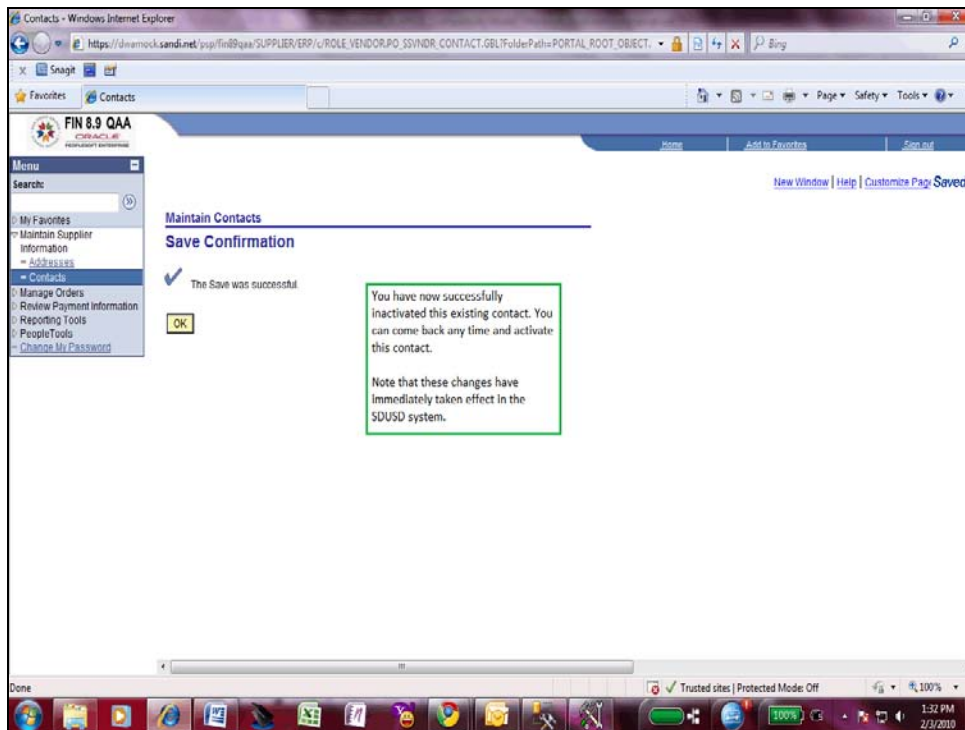 Contacts - Windows Internet Explorer
https://dwamock.sandi.net/psp/fin89qaa/SUPPLIER/ERP/c/ROLE_VENDOR.PO_SSVNDR_CONTACT.GBL?FolderPath=PORTAL_ROOT_OBJECT.
Bing
X Snagit
Favorites Contacts
Page Safety Tools
FIN 8.9 QAA
ORACLE
Home Add to Favorites Sign out
Menu
Search:
New Window | Help | Customize Pag Saved
My Favorites
Maintain Supplier
Information
– Addresses
– Contacts
Manage Orders
Review Payment Information
Reporting Tools
PeopleTools
– Change My Password
Maintain Contacts
Save Confirmation
The Save was successful.
OK
You have now successfully
inactivated this existing contact. You
can come back any time and activate
this contact.
Note that these changes have
immediately taken effect in the
SDUSD system.
Done
Trusted sites | Protected Mode: Off
100%
100%
1:32 PM
2/3/2010